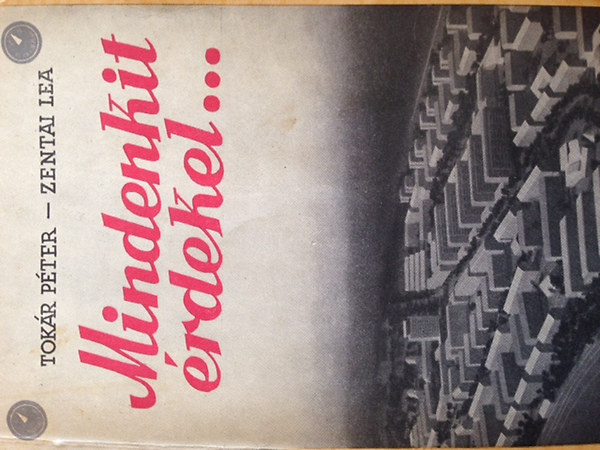 TOKÁR PÉTER — ZENTAI LEA
Mindenkit
érdekel...